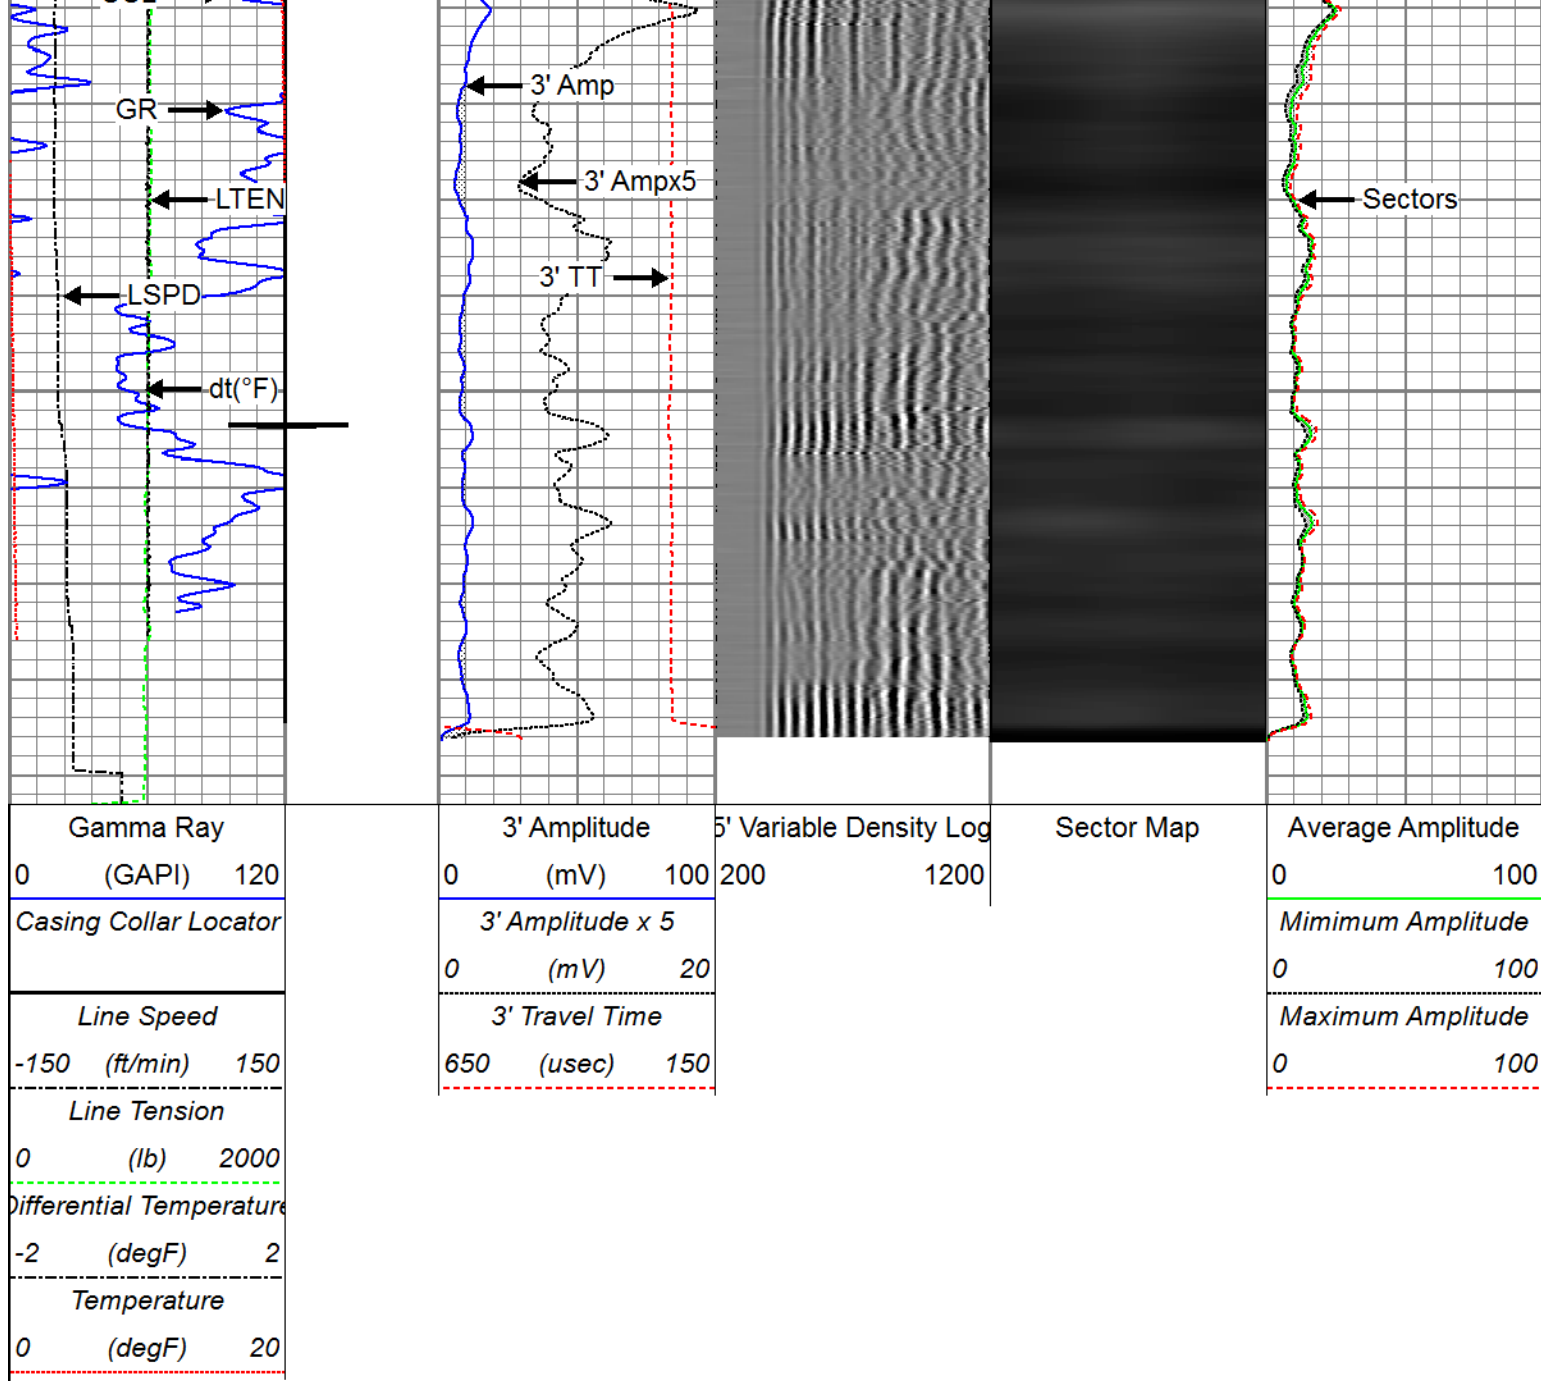 3' Amp
GR
3' Ampx5
LTEN
Sectors
3' TT
LSPD
dt(°F)
Gamma Ray
0 (GAPI) 120
Casing Collar Locator
Line Speed
-150 (ft/min) 150
Line Tension
0 (lb) 2000
Differential Temperature
-2 (degF) 2
Temperature
0 (degF) 20
3' Amplitude
0 (mV) 100
3' Amplitude x 5
0 (mV) 20
3' Travel Time
650 (usec) 150
5' Variable Density Log
200 1200
Sector Map
Average Amplitude
0 100
Mimimum Amplitude
0 100
Maximum Amplitude
0 100